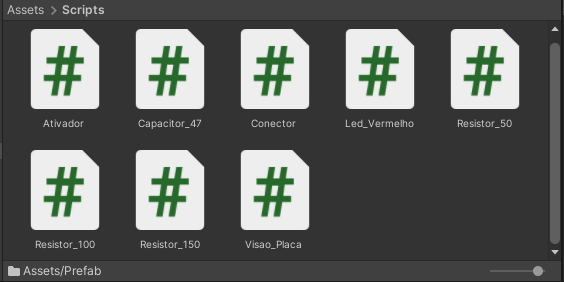 Assets > Scripts
Ativador Capacitor_47 Conector Led_Vermelho Resistor_50
Resistor_100 Resistor_150 Visao_Placa
Assets/Prefab